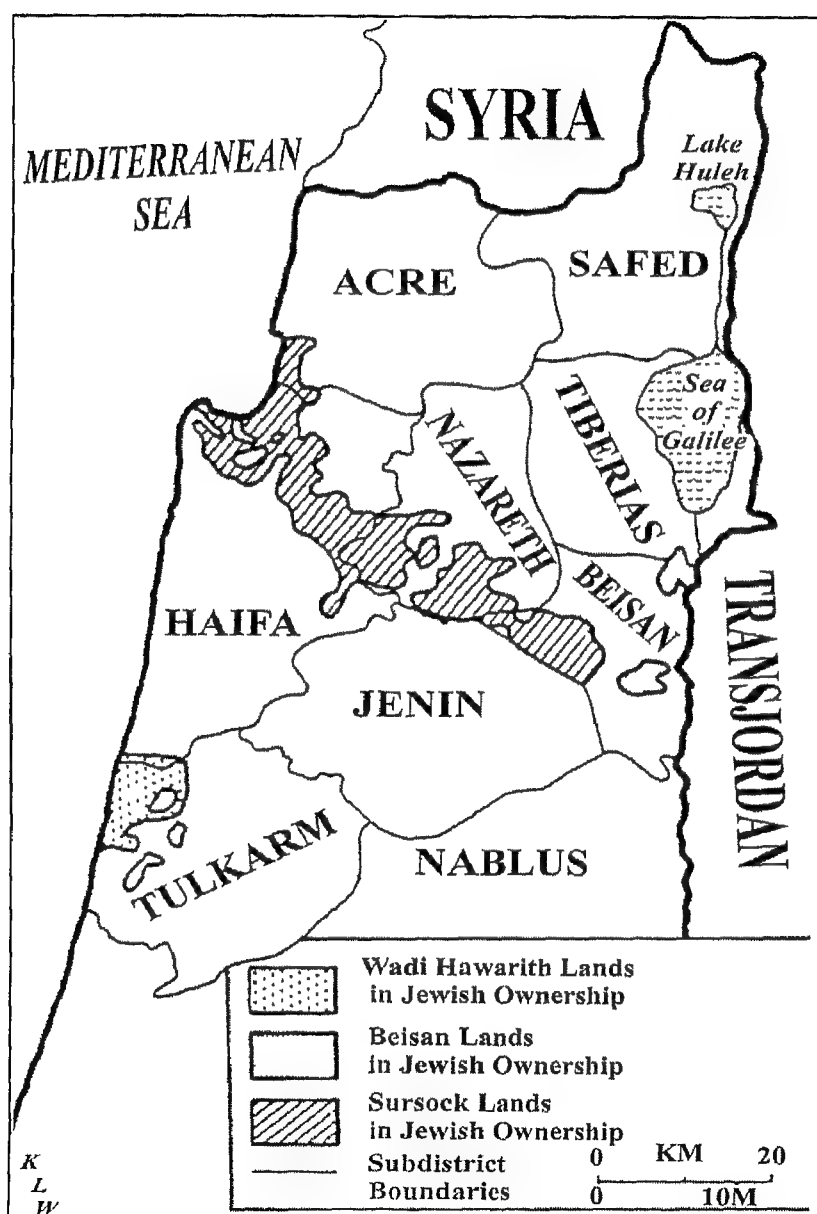 SYRIA
MEDITERRANEAN
SEA
Lake
Huleh
ACRE
SAFED
Sea
of
Galilee
TIBERIAS
NAZARETH
BEISAN
HAIFA
TRANSJORDAN
JENIN
TULKARM
NABLUS
Wadi Hawarith Lands
in Jewish Ownership
Beisan Lands
in Jewish Ownership
Sursock Lands
in Jewish Ownership
Subdistrict
Boundaries
0 KM 20
0 10M
K
L
W